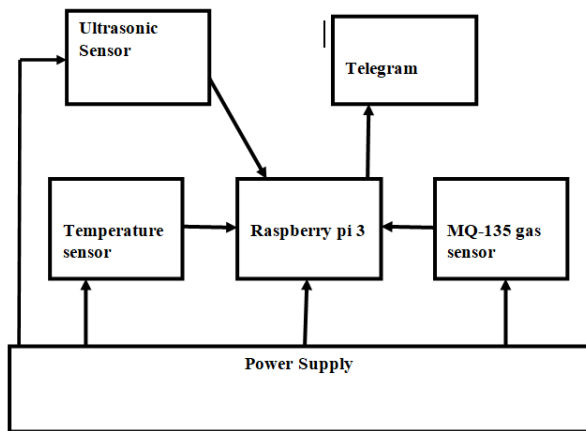 Ultrasonic
Sensor
Telegram
Temperature
sensor
Raspberry pi 3
MQ-135 gas
sensor
Power Supply